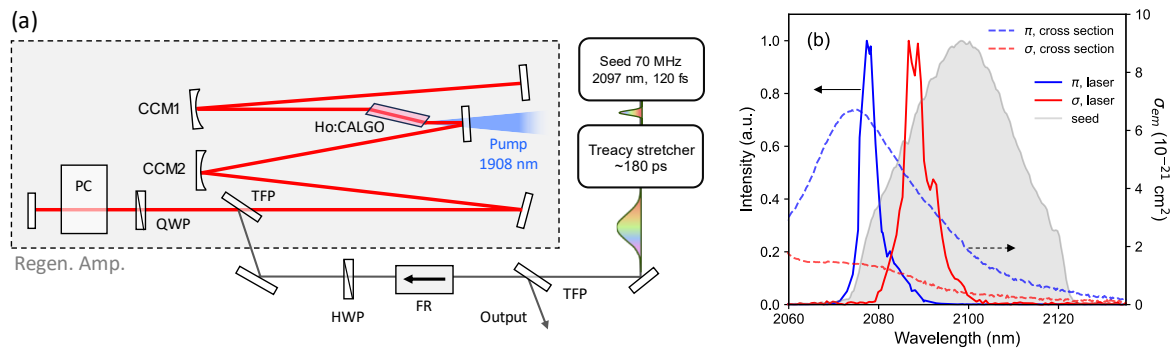 (a)
CCM1
Ho:CALGO
Pump
1908 nm
CCM2
PC
TFP
QWP
Regen. Amp.
HWP
FR
Output
TFP
Seed 70 MHz
2097 nm, 120 fs
Treacy stretcher
~180 ps
(b)
π, cross section
σ, cross section
π, laser
σ, laser
seed
Intensity (a.u.)
1.0
0.8
0.6
0.4
0.2
0.0
10
8
6
4
2
0
σem (10⁻²¹ cm²)
2060
2080
2100
2120
Wavelength (nm)